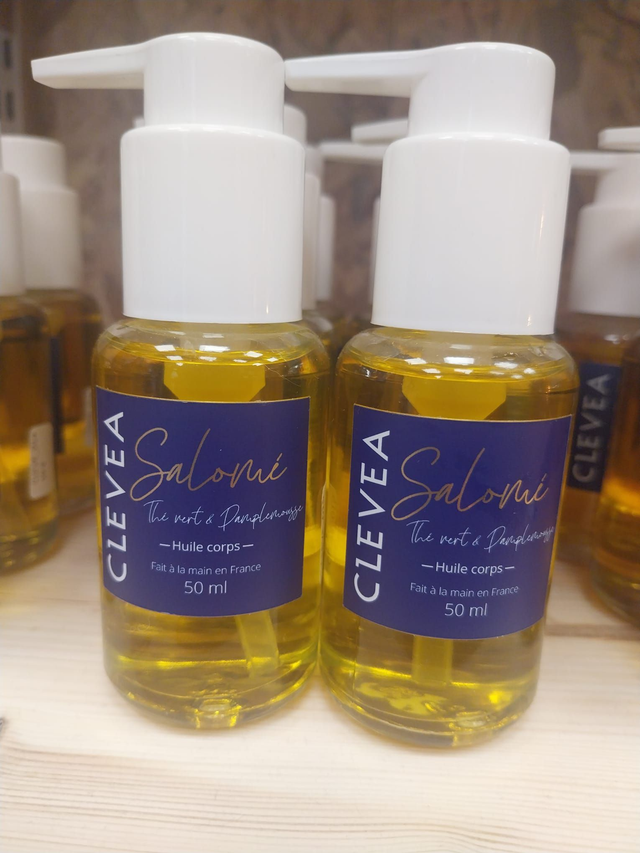 CLEVEA
Salomé
Thé vert & Pamplemousse
—Huile corps—
Fait à la main en France
50 ml
CLEVEA
Salomé
Thé vert & Pamplemousse
—Huile corps—
Fait à la main en France
50 ml
CLEVEA